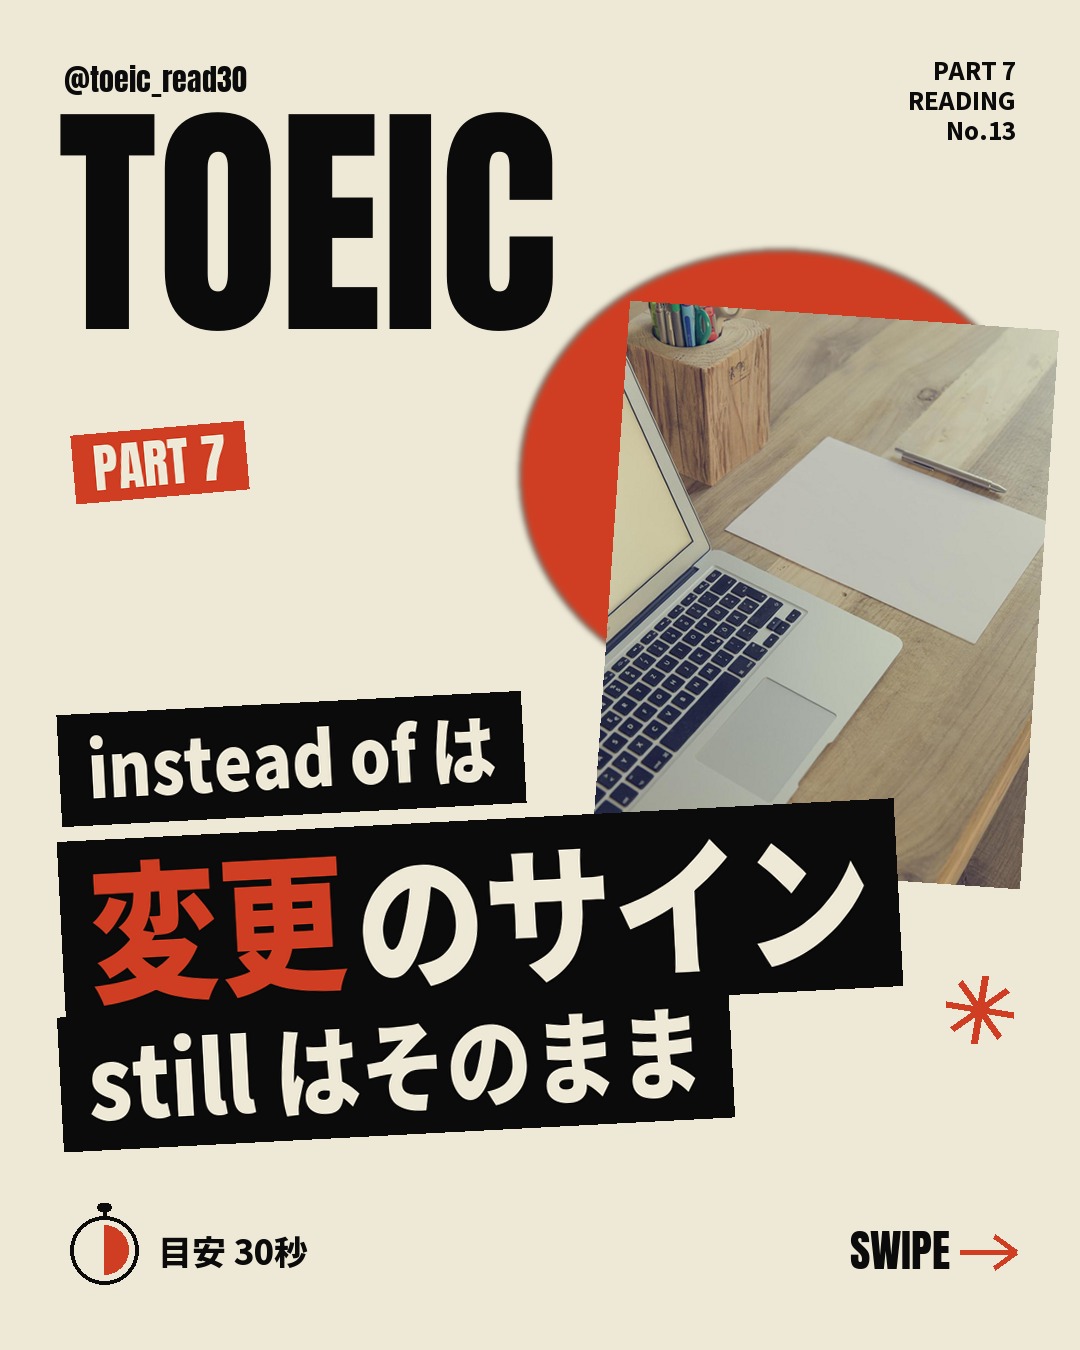 @toeic_read30
PART 7
READING
No.13
TOEIC
PART 7
instead of は
変更のサイン
still はそのまま
目安 30秒
SWIPE